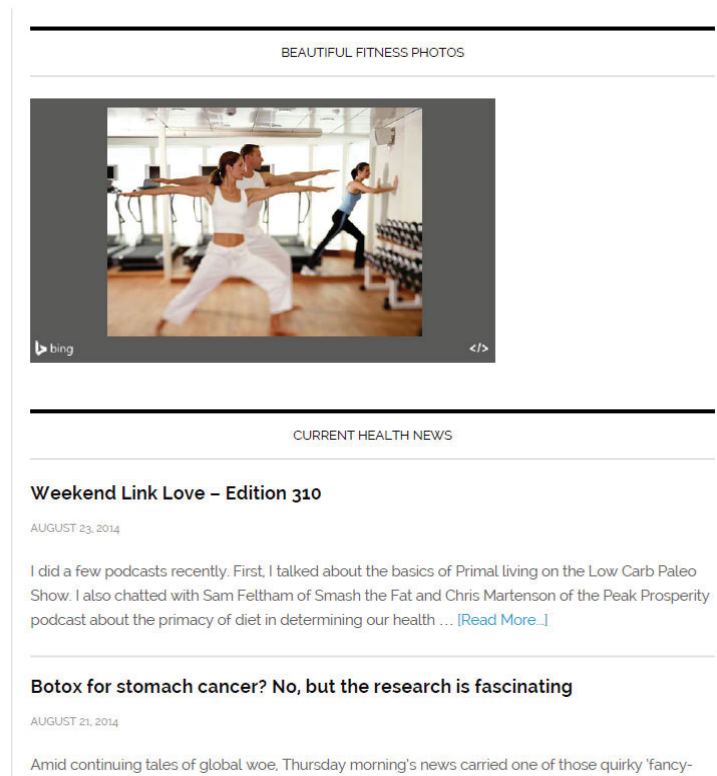 BEAUTIFUL FITNESS PHOTOS
bing
</>
CURRENT HEALTH NEWS
Weekend Link Love – Edition 310
AUGUST 23, 2014
I did a few podcasts recently. First, I talked about the basics of Primal living on the Low Carb Paleo
Show. I also chatted with Sam Feltham of Smash the Fat and Chris Martenson of the Peak Prosperity
podcast about the primacy of diet in determining our health … [Read More...]
Botox for stomach cancer? No, but the research is fascinating
AUGUST 21, 2014
Amid continuing tales of global woe, Thursday morning's news carried one of those quirky 'fancy-